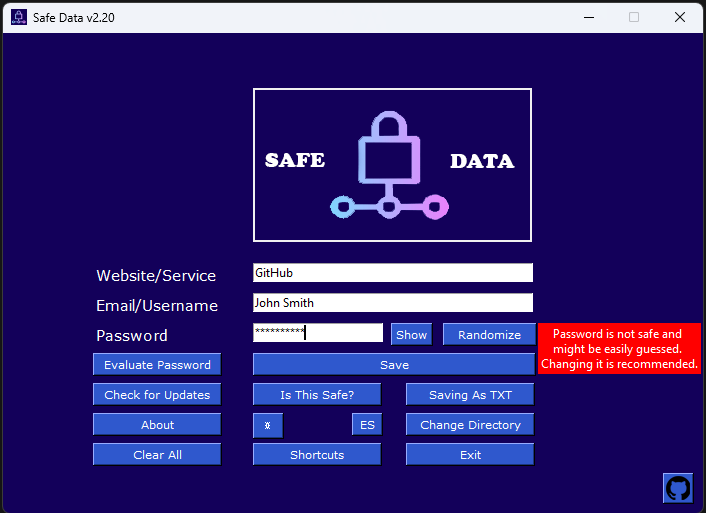 Safe Data v2.20
SAFE DATA
Website/Service GitHub
Email/Username John Smith
Password ********** Show Randomize
Password is not safe and
might be easily guessed.
Changing it is recommended.
Evaluate Password Save
Check for Updates Is This Safe? Saving As TXT
About * ES Change Directory
Clear All Shortcuts Exit